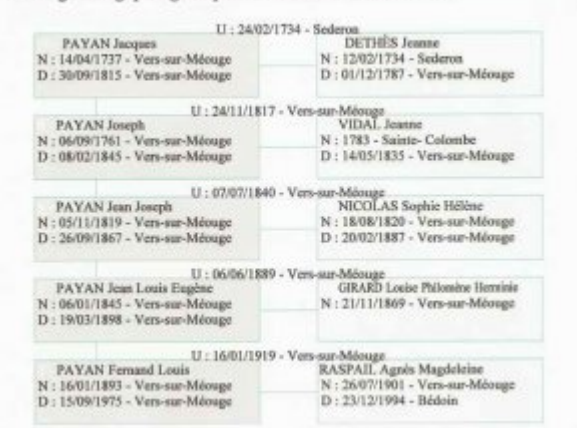 U : 24/02/1734 - Sederon
PAYAN Jacques
N : 14/04/1737 - Vers-sur-Méouge
D : 30/09/1815 - Vers-sur-Méouge
DETHÈS Jeanne
N : 12/02/1734 - Sederon
D : 01/12/1787 - Vers-sur-Méouge
U : 24/11/1817 - Vers-sur-Méouge
PAYAN Joseph
N : 06/09/1761 - Vers-sur-Méouge
D : 08/02/1845 - Vers-sur-Méouge
VIDAL Jeanne
N : 1783 - Sainte- Colombe
D : 14/05/1835 - Vers-sur-Méouge
U : 07/07/1840 - Vers-sur-Méouge
PAYAN Jean Joseph
N : 05/11/1819 - Vers-sur-Méouge
D : 26/09/1867 - Vers-sur-Méouge
NICOLAS Sophie Hélène
N : 18/08/1820 - Vers-sur-Méouge
D : 20/02/1887 - Vers-sur-Méouge
U : 06/06/1889 - Vers-sur-Méouge
PAYAN Jean Louis Eugène
N : 06/01/1845 - Vers-sur-Méouge
D : 19/03/1898 - Vers-sur-Méouge
GIRARD Louise Philomène Herminie
N : 21/11/1869 - Vers-sur-Méouge
U : 16/01/1919 - Vers-sur-Méouge
PAYAN Fernand Louis
N : 16/01/1893 - Vers-sur-Méouge
D : 15/09/1975 - Vers-sur-Méouge
RASPAIL Agnès Magdeleine
N : 26/07/1901 - Vers-sur-Méouge
D : 23/12/1994 - Bédoin